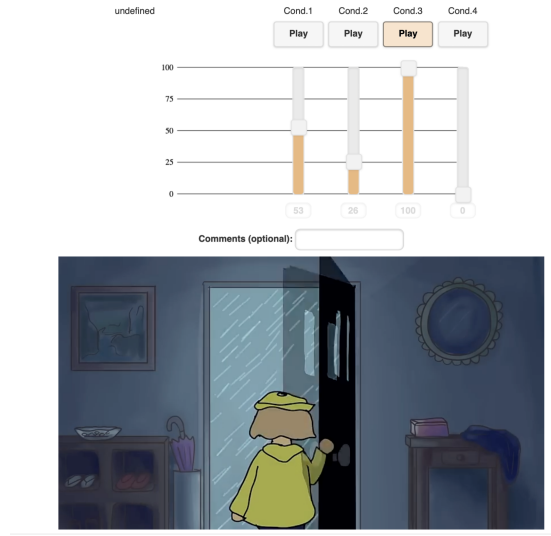 undefined Cond.1 Cond.2 Cond.3 Cond.4
Play Play Play Play
100
75
50
25
0
53 26 100 0
Comments (optional):